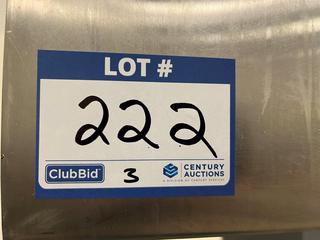 LOT #
222
ClubBid 3 CENTURY AUCTIONS
A DIVISION OF CENTURY SERVICES